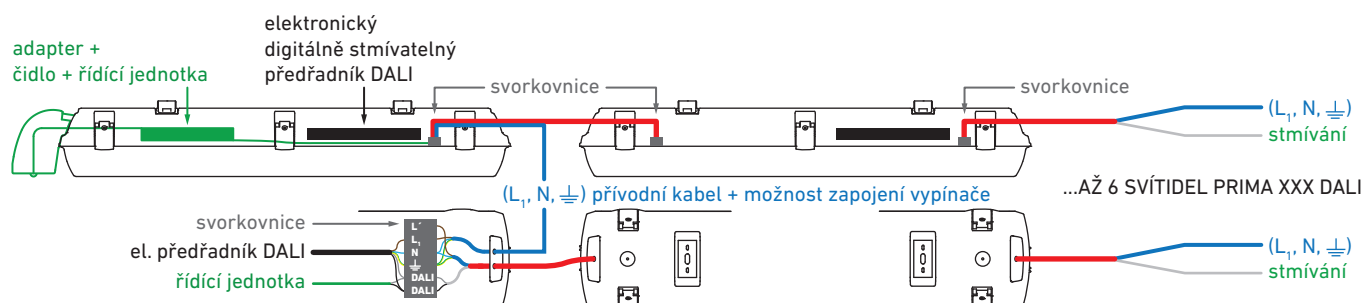 elektronický
digitálně stmívatelný
předřadník DALI
adapter +
čidlo + řídící jednotka
svorkovnice
svorkovnice
(L₁, N, ⏚)
stmívání
(L₁, N, ⏚) přívodní kabel + možnost zapojení vypínače
...AŽ 6 SVÍTIDEL PRIMA XXX DALI
svorkovnice
el. předřadník DALI
řídící jednotka
L´
L₁
N
⏚
DALI
DALI
(L₁, N, ⏚)
stmívání